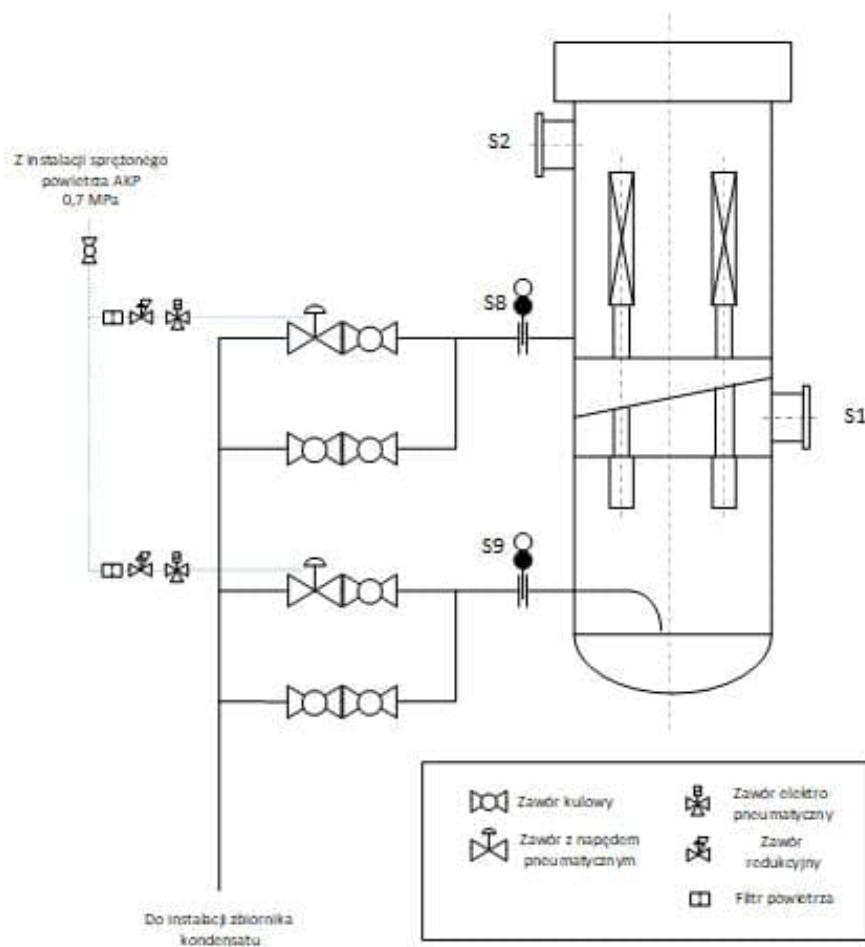 S2
Z instalacji sprężonego
powietrza AKP
0,7 MPa
S8
S1
S9
Zawór kulowy
Zawór z napędem
pneumatycznym
Zawór elektro
pneumatyczny
Zawór
redukcyjny
Filtr powietrza
Do instalacji zbiornika
kondensatu